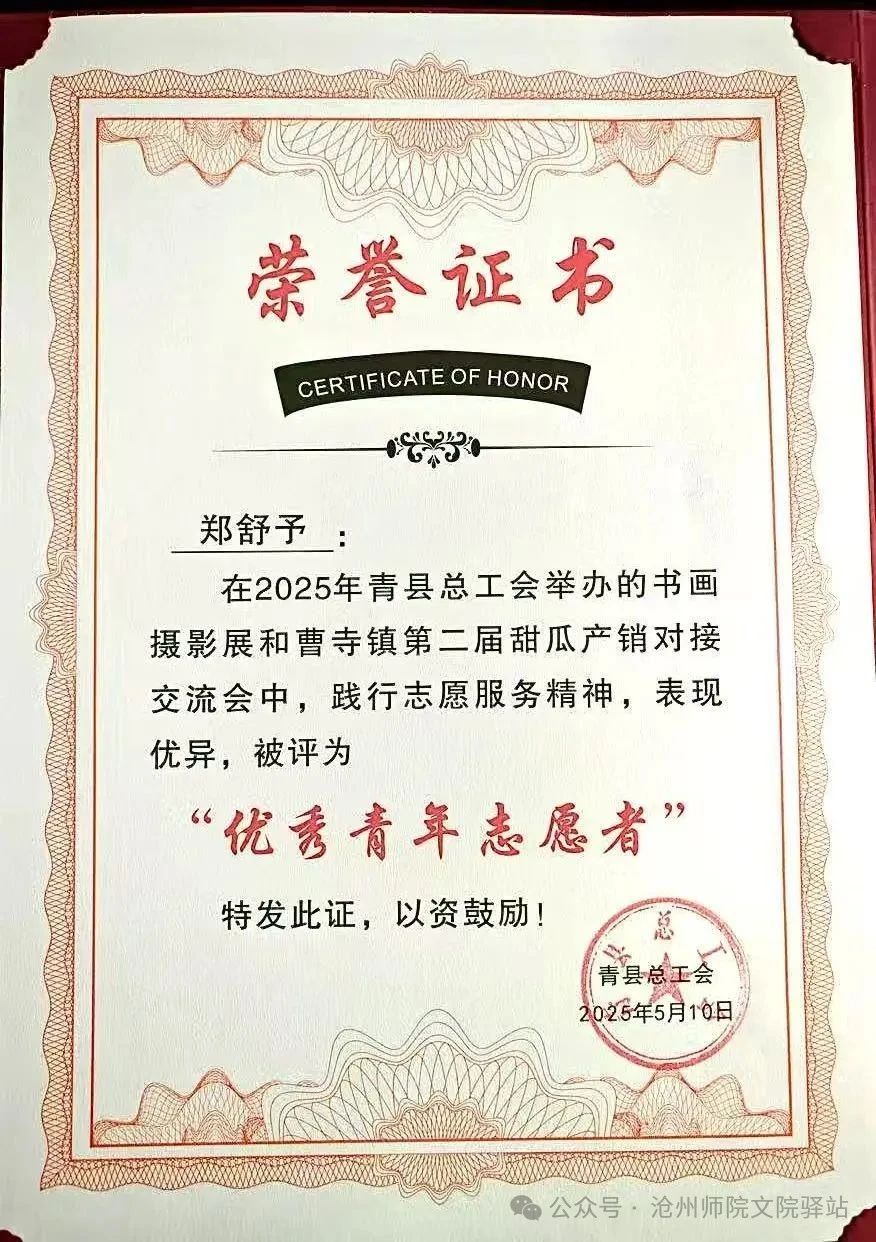 荣誉证书
CERTIFICATE OF HONOR
郑舒予：
在2025年青县总工会举办的书画
摄影展和曹寺镇第二届甜瓜产销对接
交流会中，践行志愿服务精神，表现
优异，被评为
“优秀青年志愿者”
特发此证，以资鼓励！
总工
青县总工会
2025年5月10日
公众号·沧州师院文院驿站